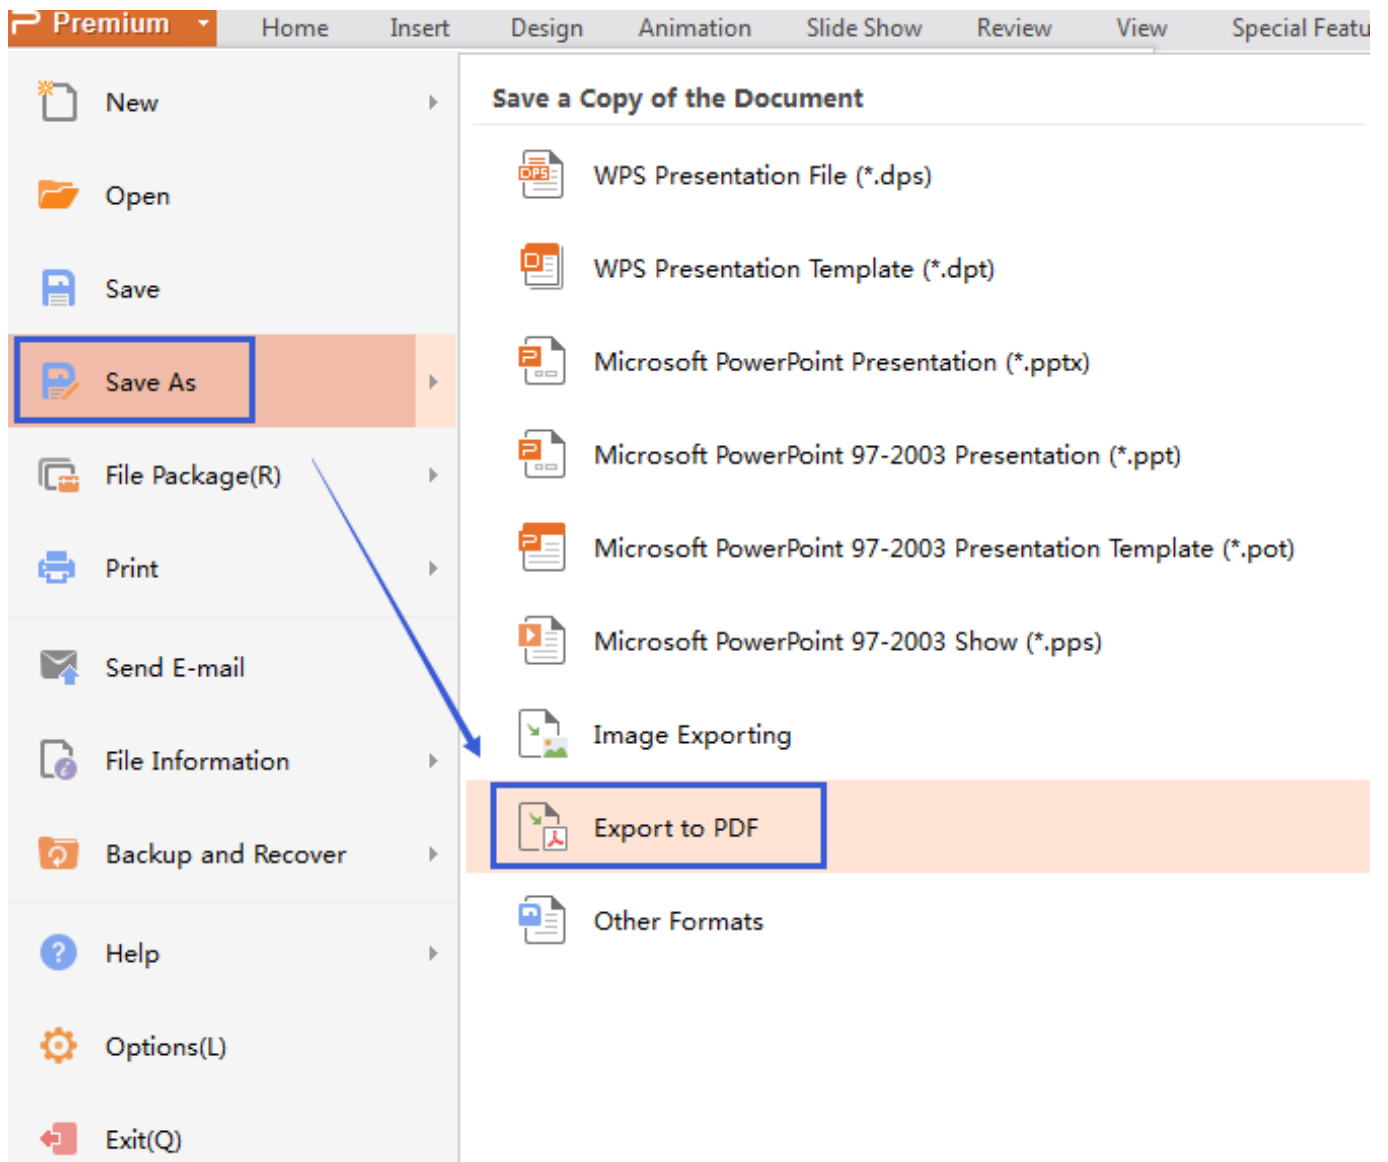 Premium Home Insert Design Animation Slide Show Review View Special Featu
New
Open
Save
Save As
File Package(R)
Print
Send E-mail
File Information
Backup and Recover
Help
Options(L)
Exit(Q)
Save a Copy of the Document
DPS WPS Presentation File (*.dps)
WPS Presentation Template (*.dpt)
Microsoft PowerPoint Presentation (*.pptx)
Microsoft PowerPoint 97-2003 Presentation (*.ppt)
Microsoft PowerPoint 97-2003 Presentation Template (*.pot)
Microsoft PowerPoint 97-2003 Show (*.pps)
Image Exporting
Export to PDF
Other Formats